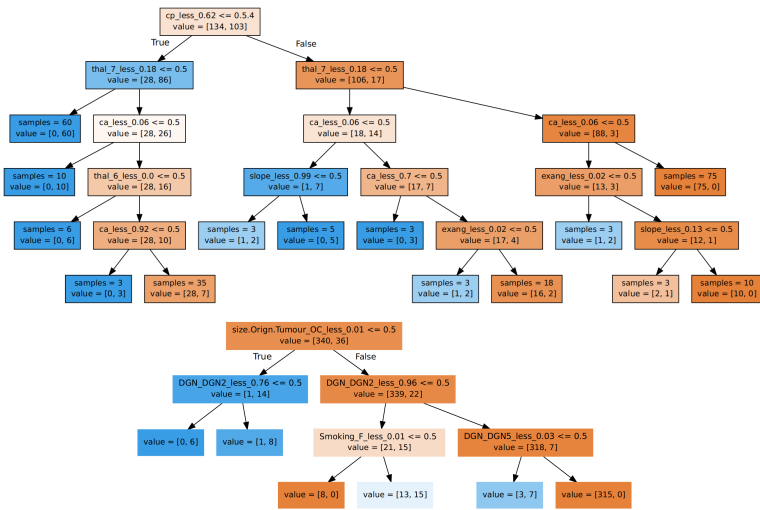 cp_less_0.62 <= 0.5.4
value = [134, 103]
True
False
thal_7_less_0.18 <= 0.5
value = [28, 86]
thal_7_less_0.18 <= 0.5
value = [106, 17]
samples = 60
value = [0, 60]
ca_less_0.06 <= 0.5
value = [28, 26]
ca_less_0.06 <= 0.5
value = [18, 14]
ca_less_0.06 <= 0.5
value = [88, 3]
samples = 10
value = [0, 10]
thal_6_less_0.0 <= 0.5
value = [28, 16]
slope_less_0.99 <= 0.5
value = [1, 7]
ca_less_0.7 <= 0.5
value = [17, 7]
exang_less_0.02 <= 0.5
value = [13, 3]
samples = 75
value = [75, 0]
samples = 6
value = [0, 6]
ca_less_0.92 <= 0.5
value = [28, 10]
samples = 3
value = [1, 2]
samples = 5
value = [0, 5]
samples = 3
value = [0, 3]
exang_less_0.02 <= 0.5
value = [17, 4]
samples = 3
value = [1, 2]
slope_less_0.13 <= 0.5
value = [12, 1]
samples = 3
value = [0, 3]
samples = 35
value = [28, 7]
samples = 3
value = [1, 2]
samples = 18
value = [16, 2]
samples = 3
value = [2, 1]
samples = 10
value = [10, 0]
size.Orign.Tumour_OC_less_0.01 <= 0.5
value = [340, 36]
True
False
DGN_DGN2_less_0.76 <= 0.5
value = [1, 14]
DGN_DGN2_less_0.96 <= 0.5
value = [339, 22]
value = [0, 6]
value = [1, 8]
Smoking_F_less_0.01 <= 0.5
value = [21, 15]
DGN_DGN5_less_0.03 <= 0.5
value = [318, 7]
value = [8, 0]
value = [13, 15]
value = [3, 7]
value = [315, 0]